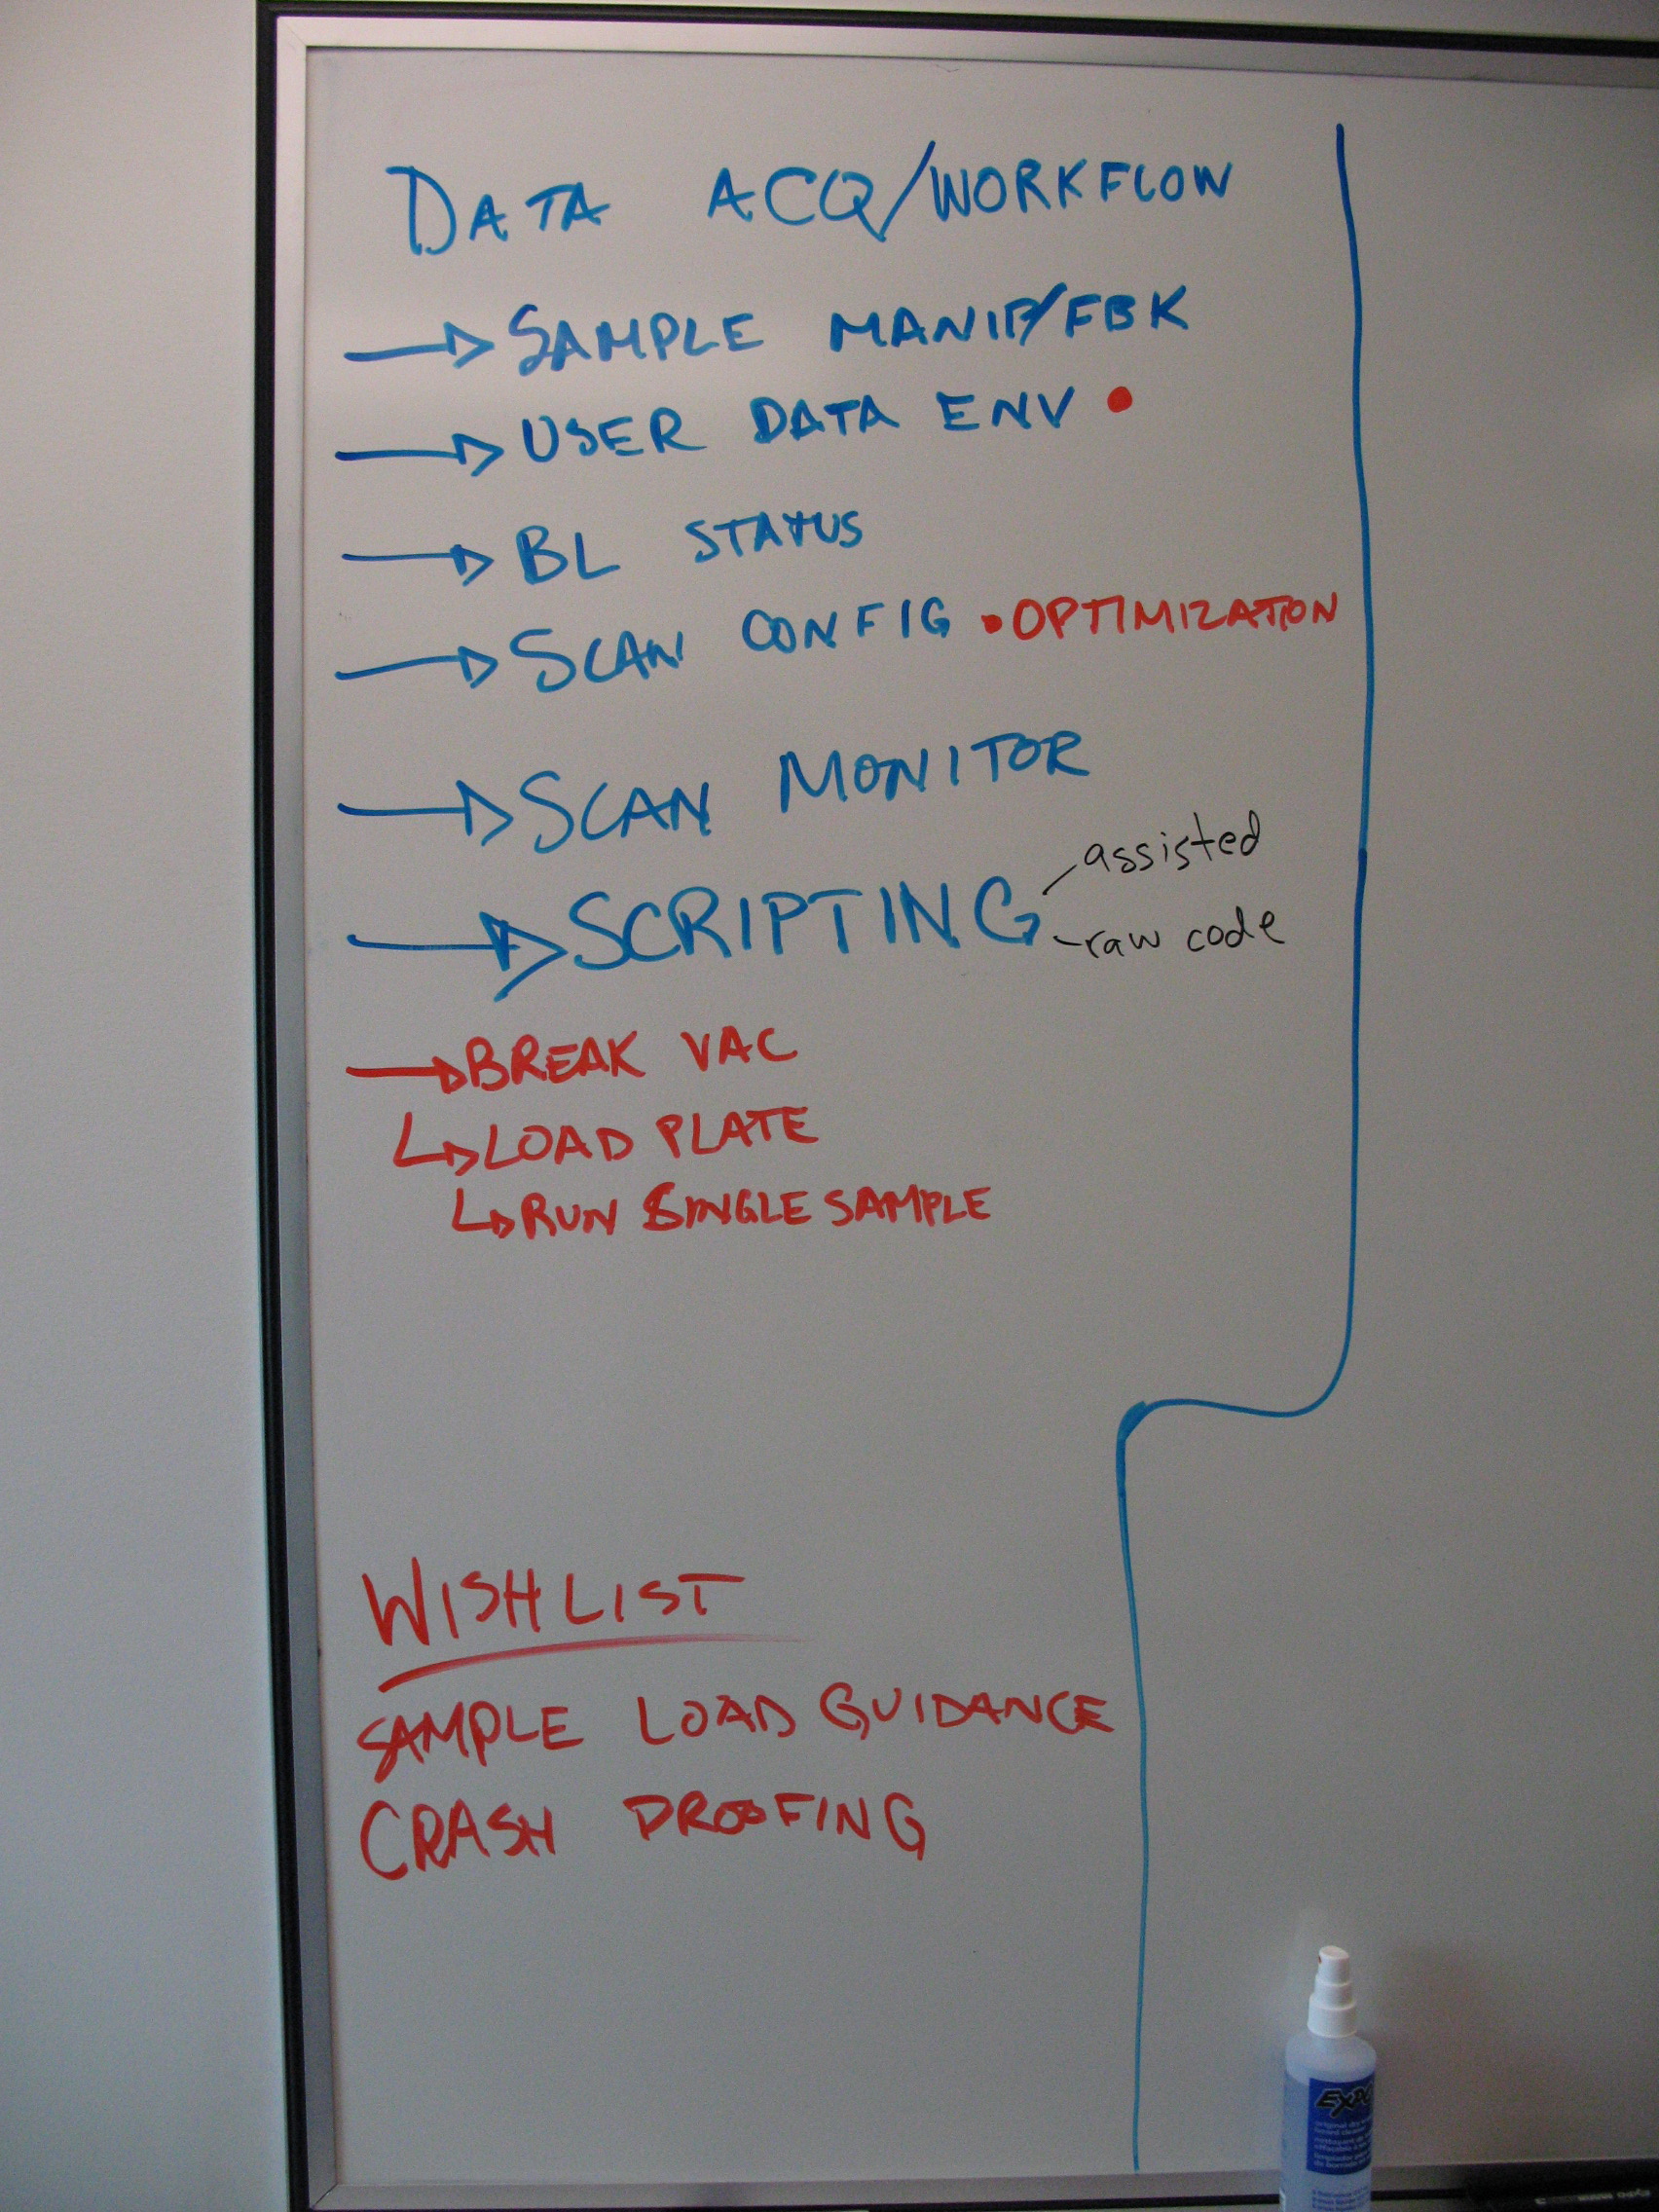 DATA ACQ/WORKFLOW
SAMPLE MANIP/FBK
USER DATA ENV •
BL STATUS
SCAN CONFIG • OPTIMIZATION
SCAN MONITOR
SCRIPTING
assisted
raw code
BREAK VAC
LOAD PLATE
RUN SINGLE SAMPLE
WISH LIST
SAMPLE LOAD GUIDANCE
CRASH PROOFING
EXPO